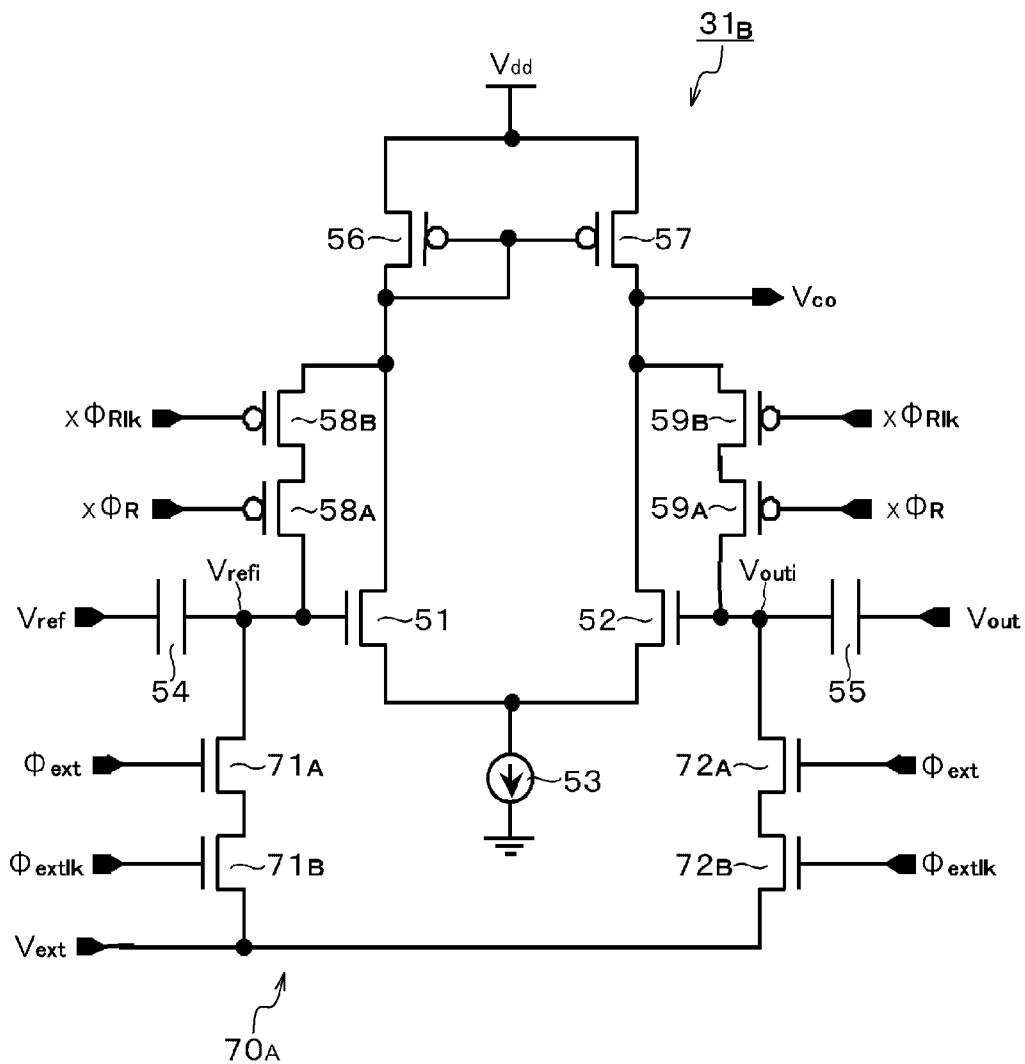 31B
Vdd
56
57
Vco
xΦRlk
58B
59B
xΦRlk
xΦR
58A
59A
xΦR
Vrefi
Vouti
Vref
51
52
Vout
54
55
Φext
71A
53
72A
Φext
Φextlk
71B
72B
Φextlk
Vext
70A